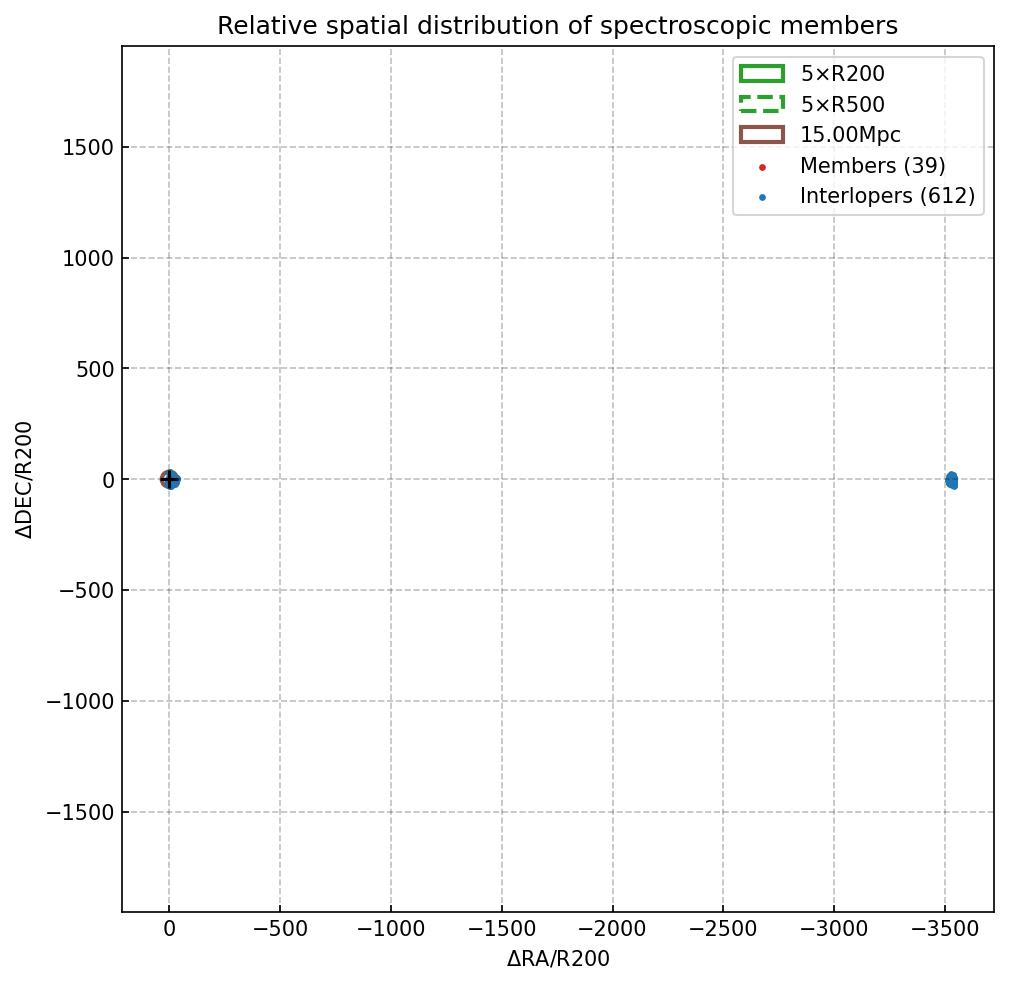 Relative spatial distribution of spectroscopic members
5×R200
5×R500
15.00Mpc
Members (39)
Interlopers (612)
1500
1000
500
0
−500
−1000
−1500
ΔDEC/R200
0 −500 −1000 −1500 −2000 −2500 −3000 −3500
ΔRA/R200